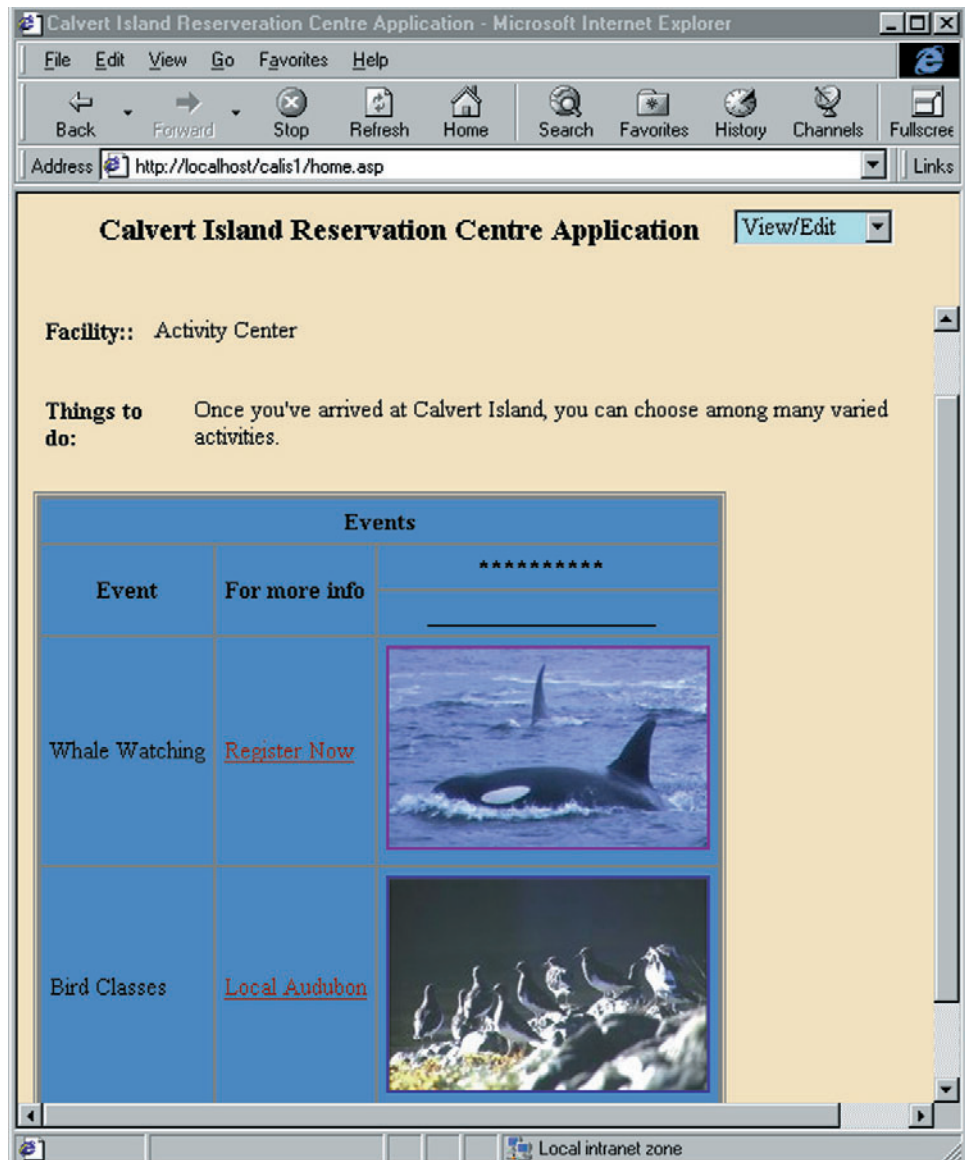 Calvert Island Reserveration Centre Application - Microsoft Internet Explorer
File Edit View Go Favorites Help
Back Forward Stop Refresh Home Search Favorites History Channels Fullscree
Address http://localhost/calis1/home.asp Links
Calvert Island Reservation Centre Application View/Edit
Facility:: Activity Center
Things to do: Once you've arrived at Calvert Island, you can choose among many varied
activities.
Events
Event For more info **********
Whale Watching Register Now
Bird Classes Local Audubon
Local intranet zone